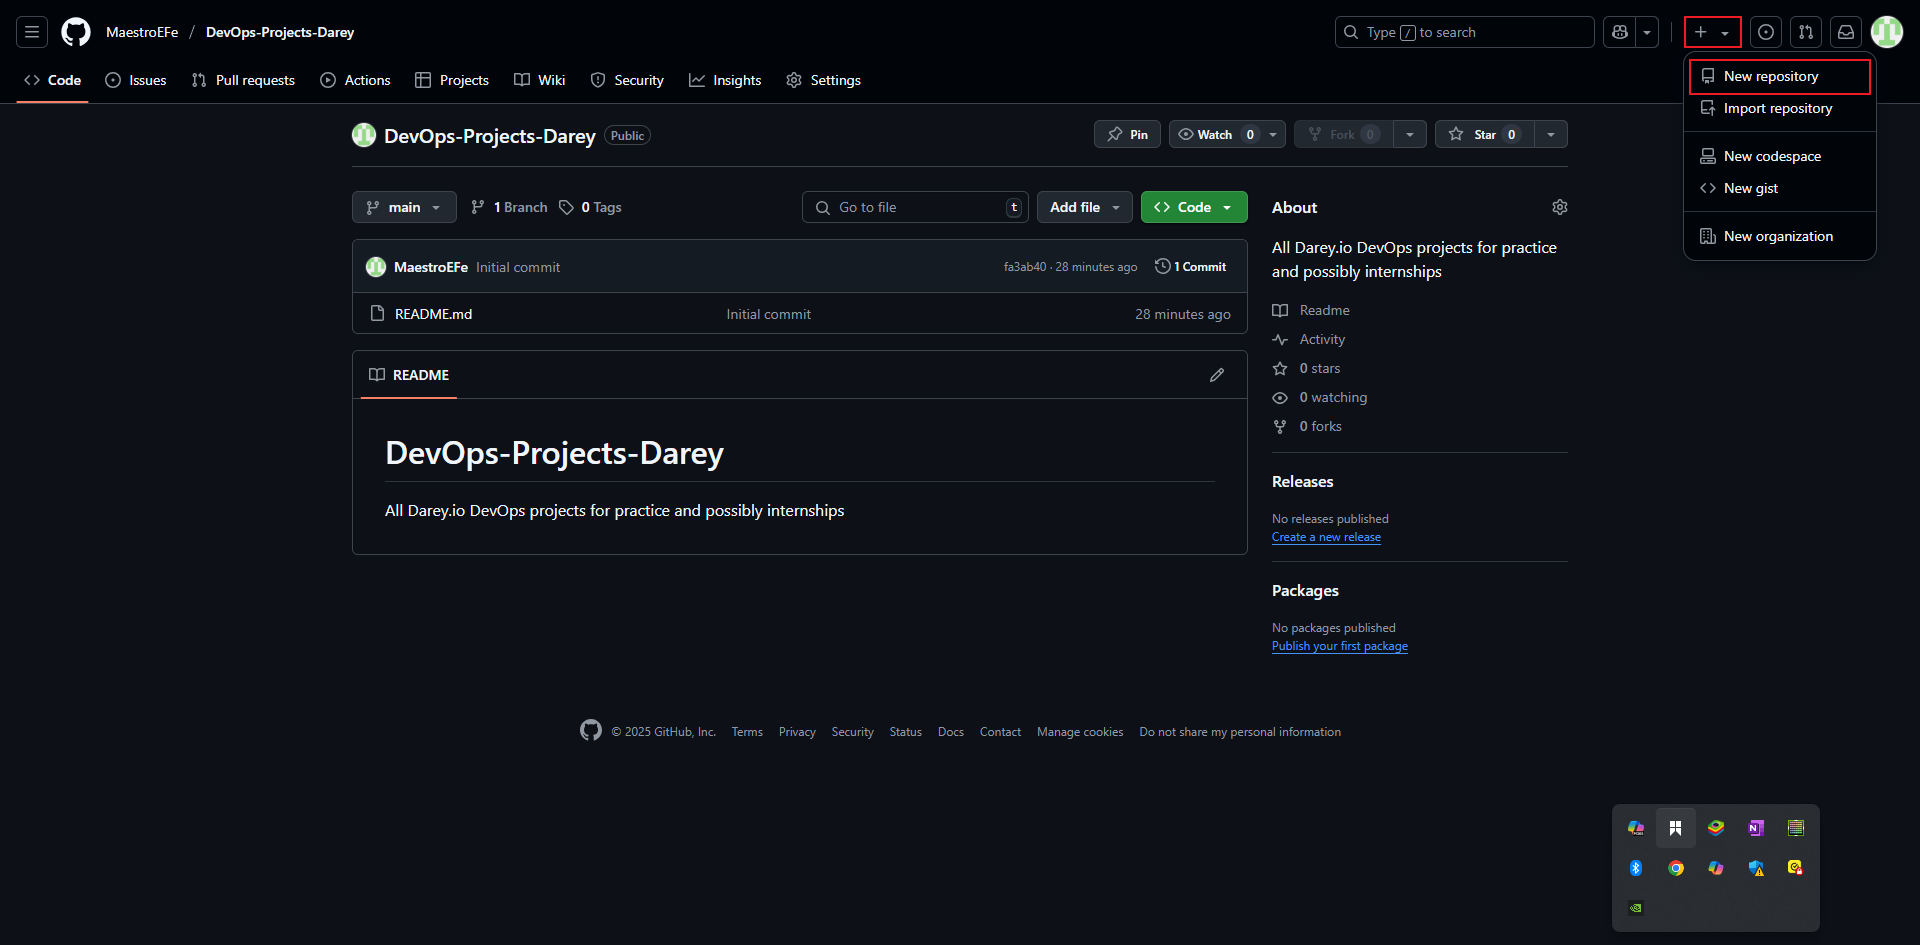 MaestroEFe / DevOps-Projects-Darey
Type / to search
Code Issues Pull requests Actions Projects Wiki Security Insights Settings
New repository
Import repository
New codespace
New gist
New organization
DevOps-Projects-Darey Public
Pin Watch 0 Fork 0 Star 0
main 1 Branch 0 Tags Go to file t Add file Code
MaestroEFe Initial commit fa3ab40 · 28 minutes ago 1 Commit
README.md Initial commit 28 minutes ago
README
DevOps-Projects-Darey
All Darey.io DevOps projects for practice and possibly internships
About
All Darey.io DevOps projects for practice
and possibly internships
Readme
Activity
0 stars
0 watching
0 forks
Releases
No releases published
Create a new release
Packages
No packages published
Publish your first package
© 2025 GitHub, Inc. Terms Privacy Security Status Docs Contact Manage cookies Do not share my personal information